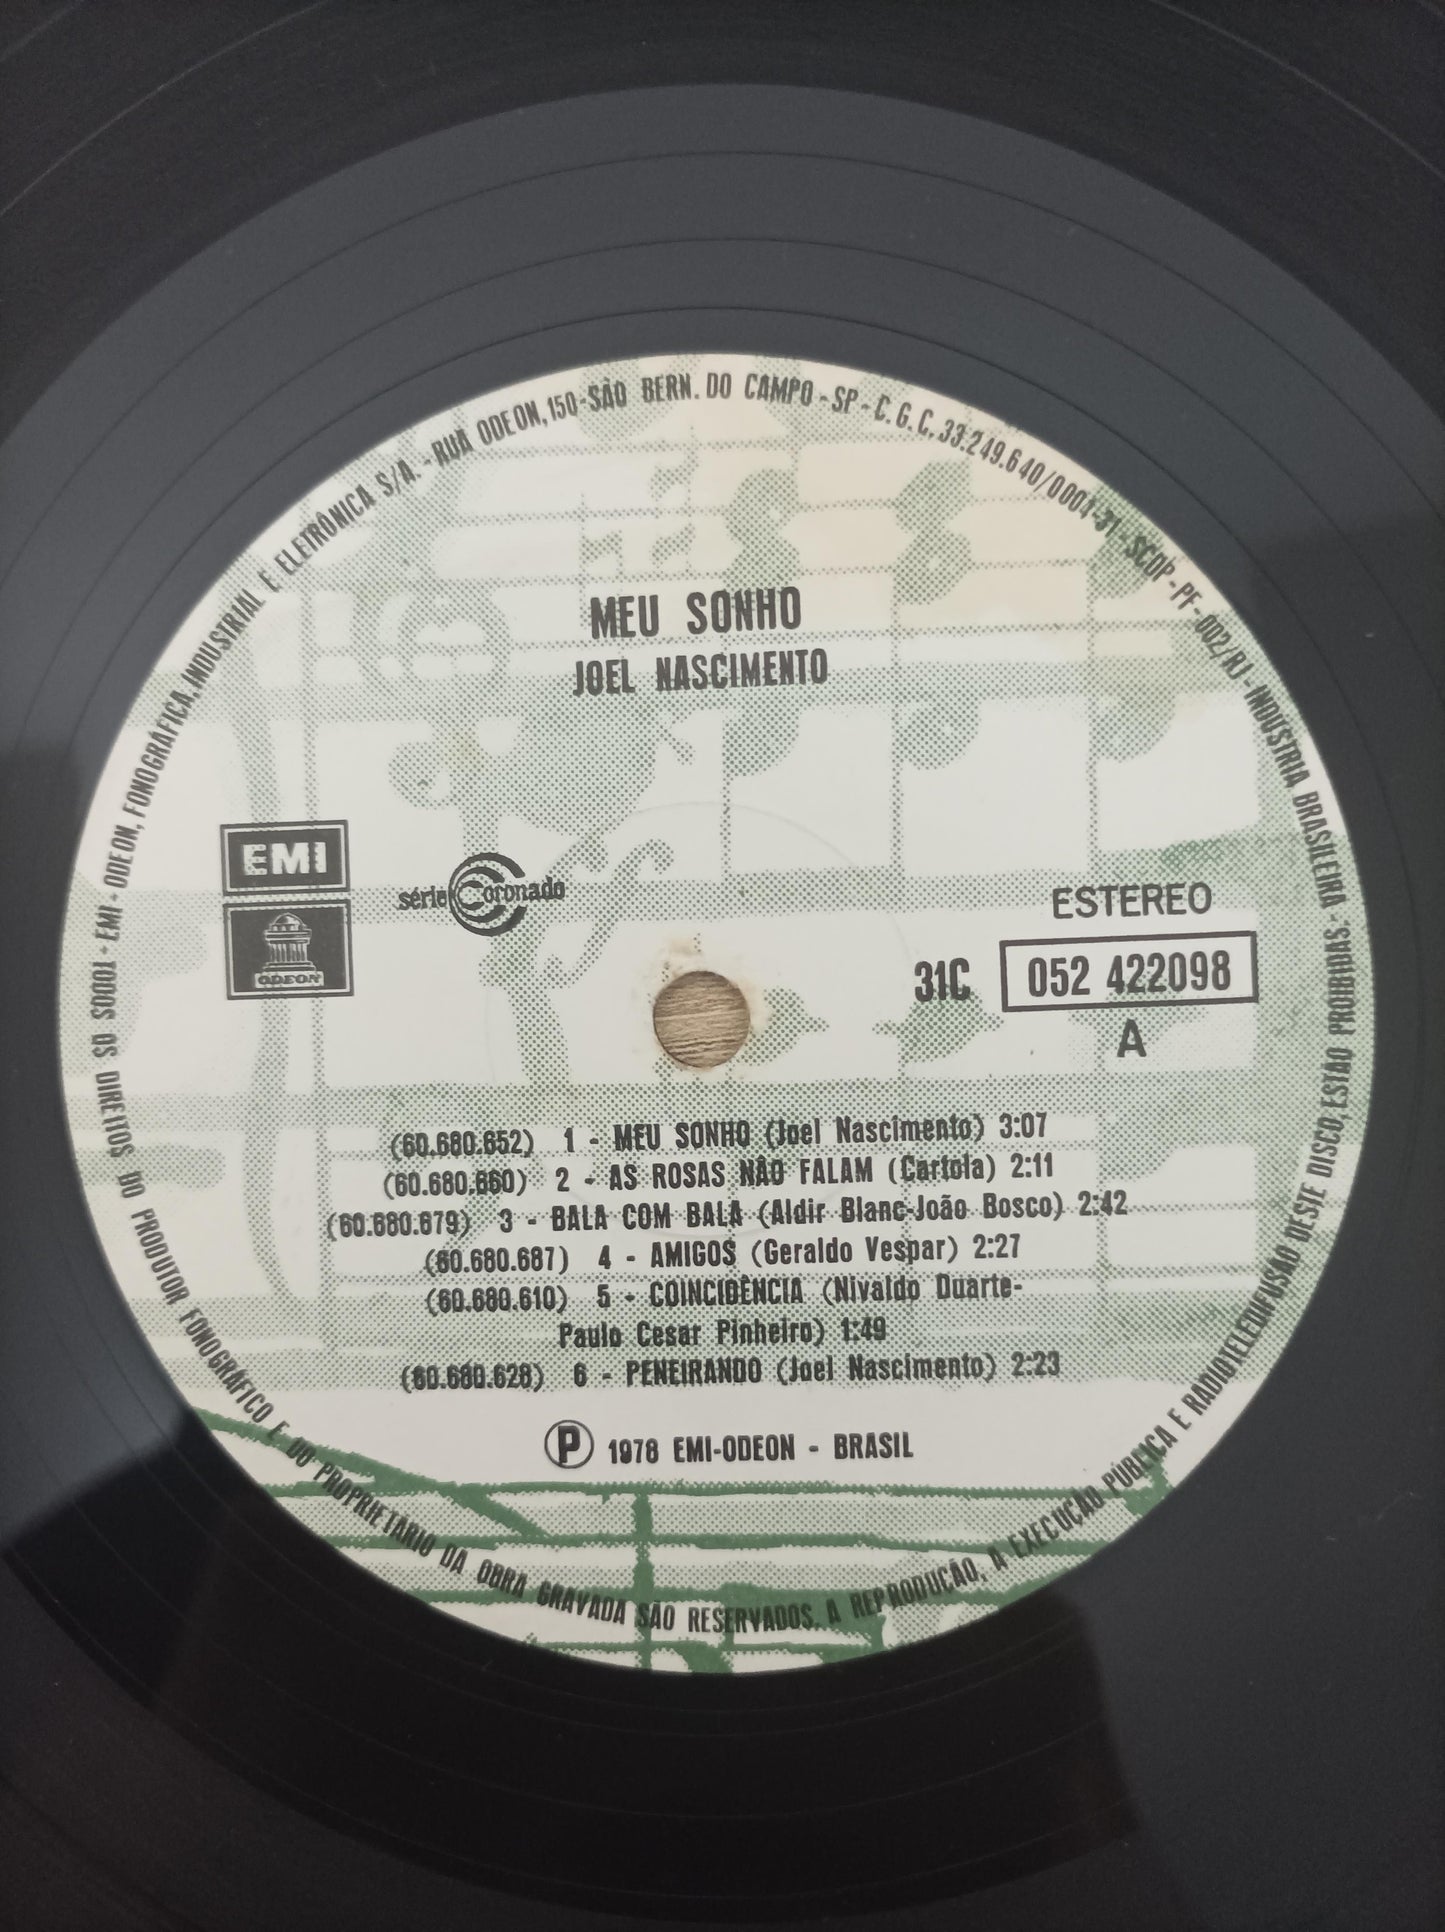 EMI - ODEON, FONOGRÁFICA, INDUSTRIAL E ELETRÔNICA S/A. - RUA ODEON, 150 - SÃO BERN. DO CAMPO - SP - C.G.C. 33.249.640/0004-31 - SCDP - PF - 002/RJ - INDÚSTRIA BRASILEIRA -
MEU SONHO
JOEL NASCIMENTO
EMI
ODEON
série Coronado
ESTEREO
31C 052 422098
A
(60.680.652) 1 - MEU SONHO (Joel Nascimento) 3:07
(60.680.660) 2 - AS ROSAS NÃO FALAM (Cartola) 2:11
(60.680.679) 3 - BALA COM BALA (Aldir Blanc-João Bosco) 2:42
(60.680.687) 4 - AMIGOS (Geraldo Vespar) 2:27
(60.680.610) 5 - COINCIDÊNCIA (Nivaldo Duarte-
Paulo Cesar Pinheiro) 1:49
(60.680.628) 6 - PENEIRANDO (Joel Nascimento) 2:23
Ⓟ 1978 EMI-ODEON - BRASIL
TODOS OS DIREITOS DO PRODUTOR FONOGRÁFICO E DO PROPRIETÁRIO DA OBRA GRAVADA SÃO RESERVADOS. A REPRODUÇÃO, A EXECUÇÃO PÚBLICA E RADIOTELEDIFUSÃO DESTE DISCO, ESTÃO PROIBIDAS: